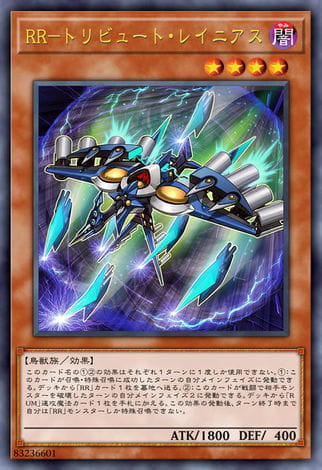 RR－トリビュート・レイニアス
闇
【鳥獣族／効果】
このカード名の①②の効果はそれぞれ１ターンに１度しか使用できない。①：こ
のカードが召喚・特殊召喚に成功したターンの自分メインフェイズに発動でき
る。デッキから「RR」カード１枚を墓地へ送る。②：このカードが戦闘で相手モン
スターを破壊したターンの自分メインフェイズ２に発動できる。デッキから「R
UM」速攻魔法カード１枚を手札に加える。この効果の発動後、ターン終了時まで
自分は「RR」モンスターしか特殊召喚できない。
ATK/1800 DEF/ 400
83236601